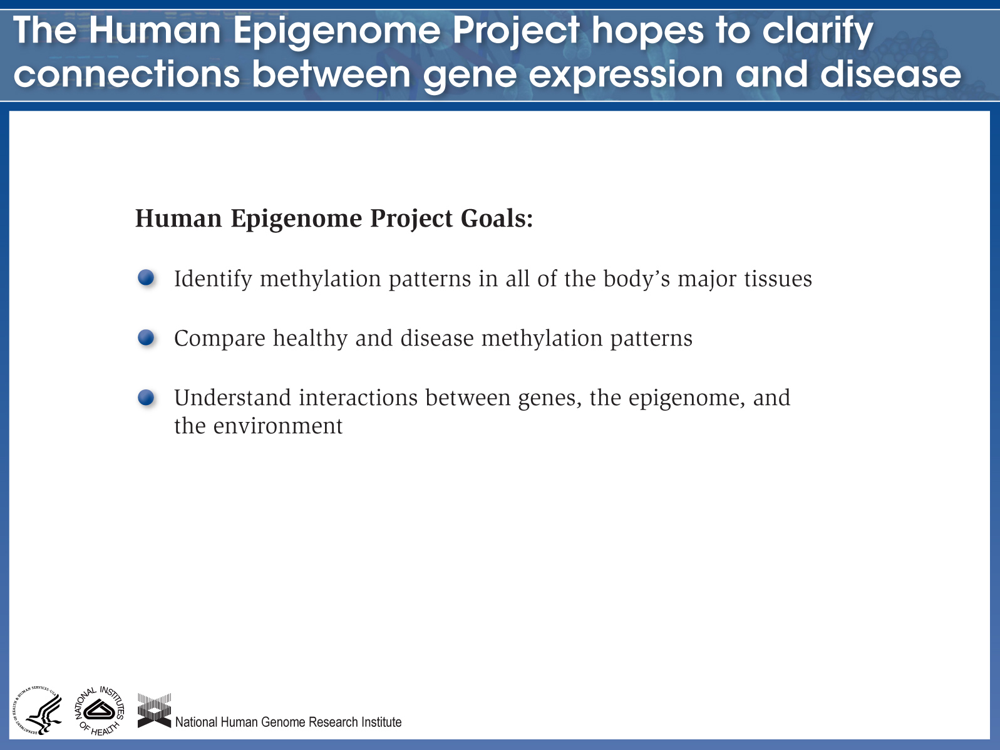 The Human Epigenome Project hopes to clarify
connections between gene expression and disease
Human Epigenome Project Goals:
Identify methylation patterns in all of the body’s major tissues
Compare healthy and disease methylation patterns
Understand interactions between genes, the epigenome, and
the environment
DEPARTMENT OF HEALTH & HUMAN SERVICES·USA
NATIONAL INSTITUTES
OF HEALTH
National Human Genome Research Institute